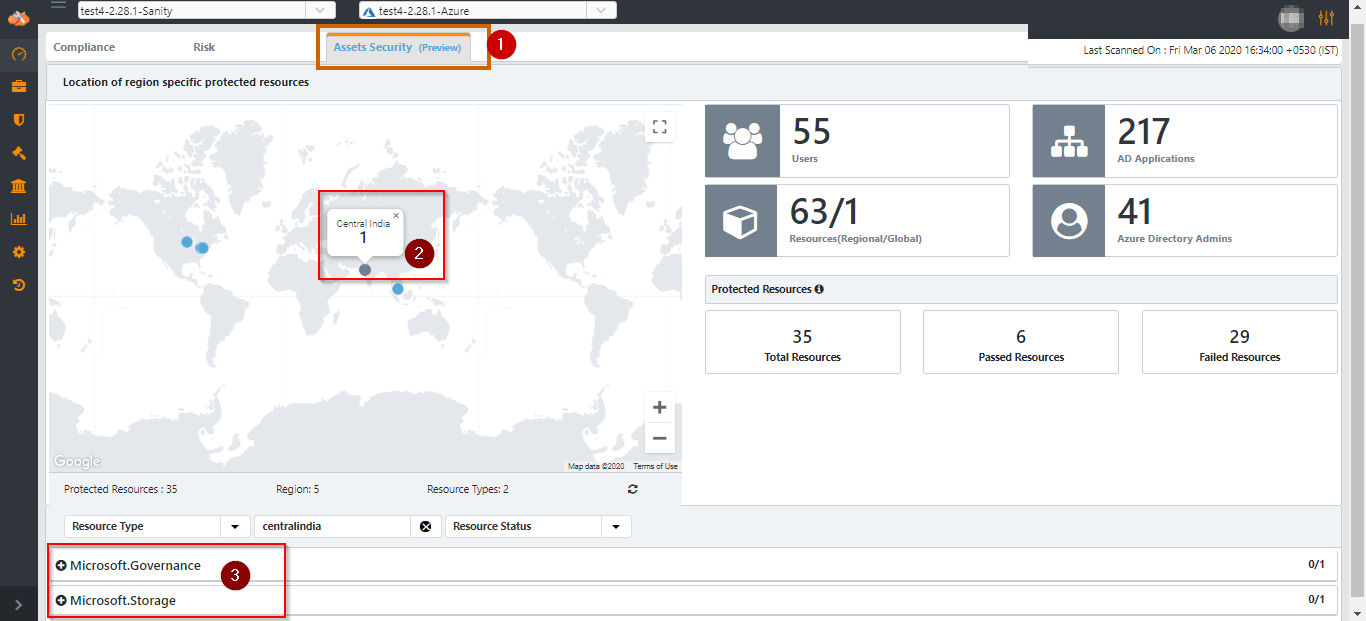 test4-2.28.1-Sanity
test4-2.28.1-Azure
Compliance
Risk
Assets Security (Preview)
1
Last Scanned On : Fri Mar 06 2020 16:34:00 +0530 (IST)
Location of region specific protected resources
55
Users
217
AD Applications
63/1
Resources(Regional/Global)
41
Azure Directory Admins
Central India ×
1
2
Protected Resources
35
Total Resources
6
Passed Resources
29
Failed Resources
Google
Map data ©2020 Terms of Use
Protected Resources : 35
Region: 5
Resource Types: 2
Resource Type
centralindia
Resource Status
Microsoft.Governance
0/1
3
Microsoft.Storage
0/1